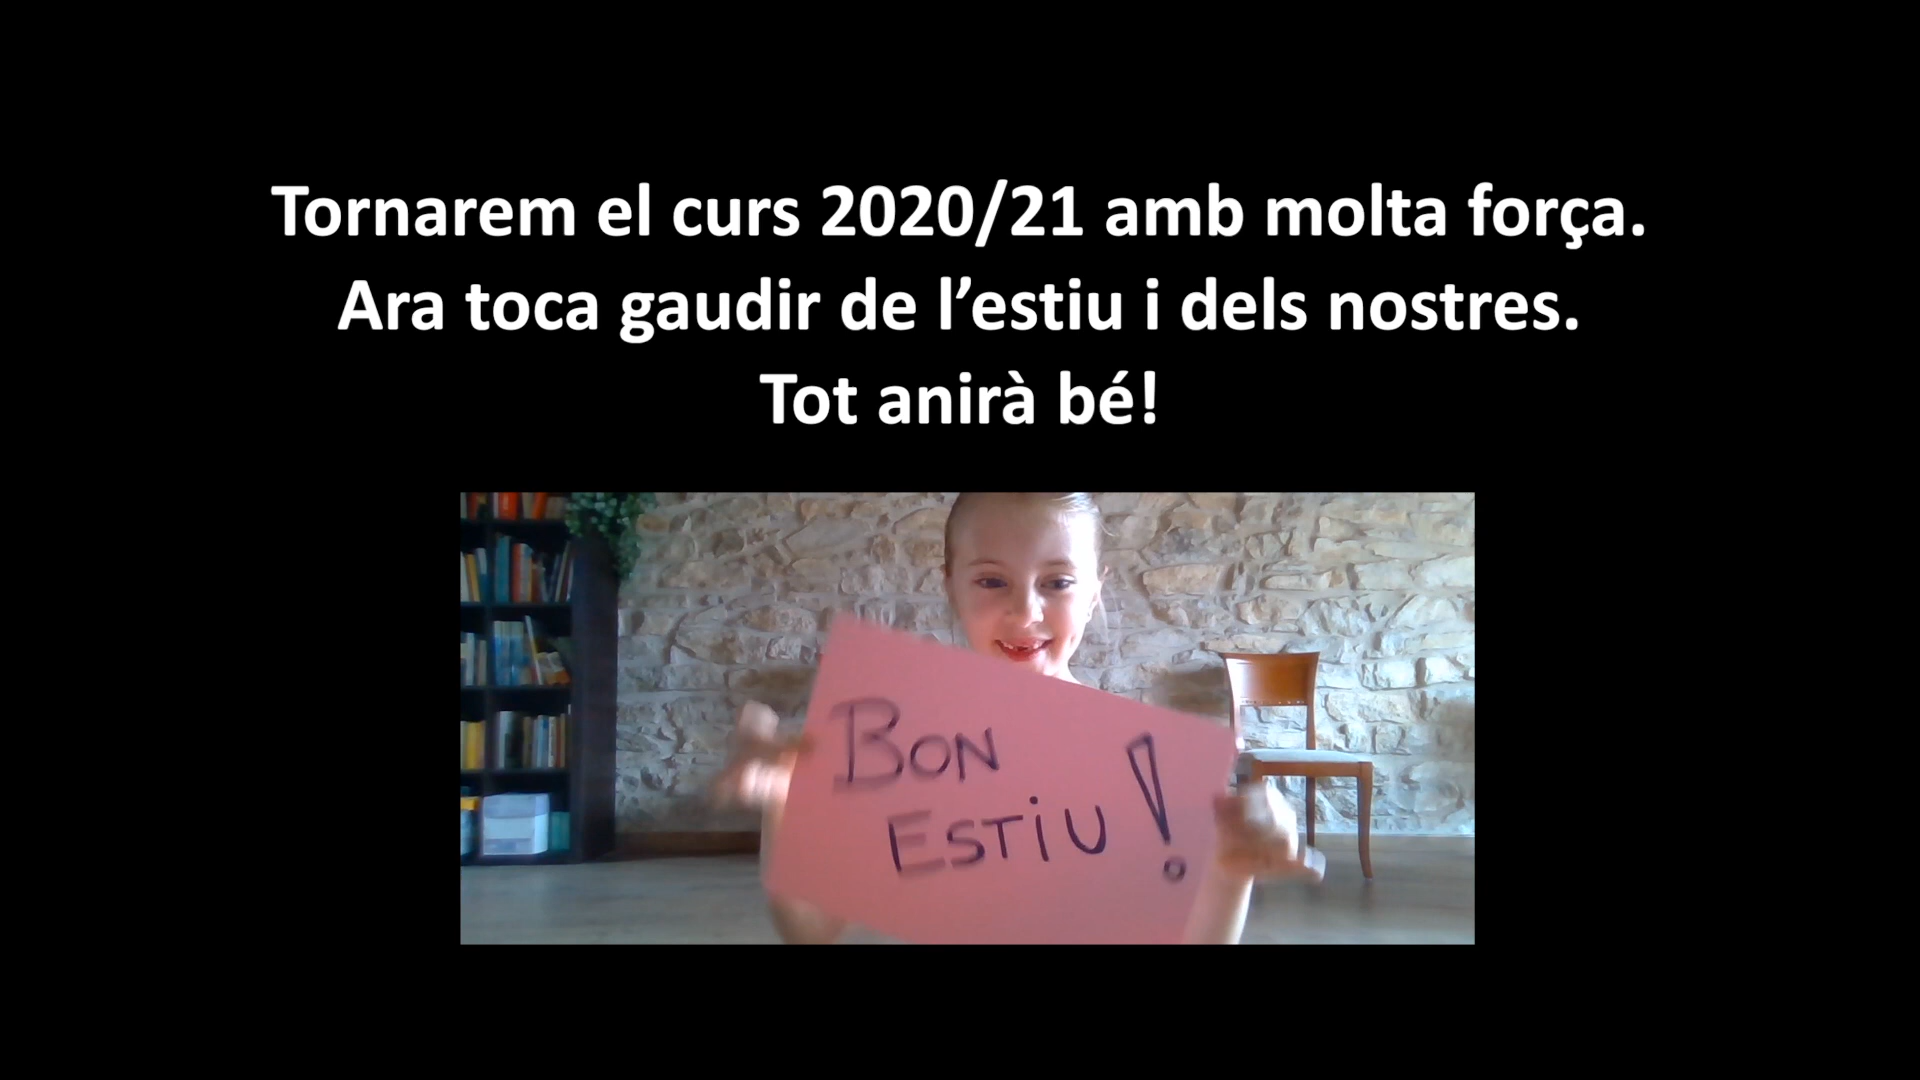 Tornarem el curs 2020/21 amb molta força.
Ara toca gaudir de l’estiu i dels nostres.
Tot anirà bé!
BON
ESTiU!